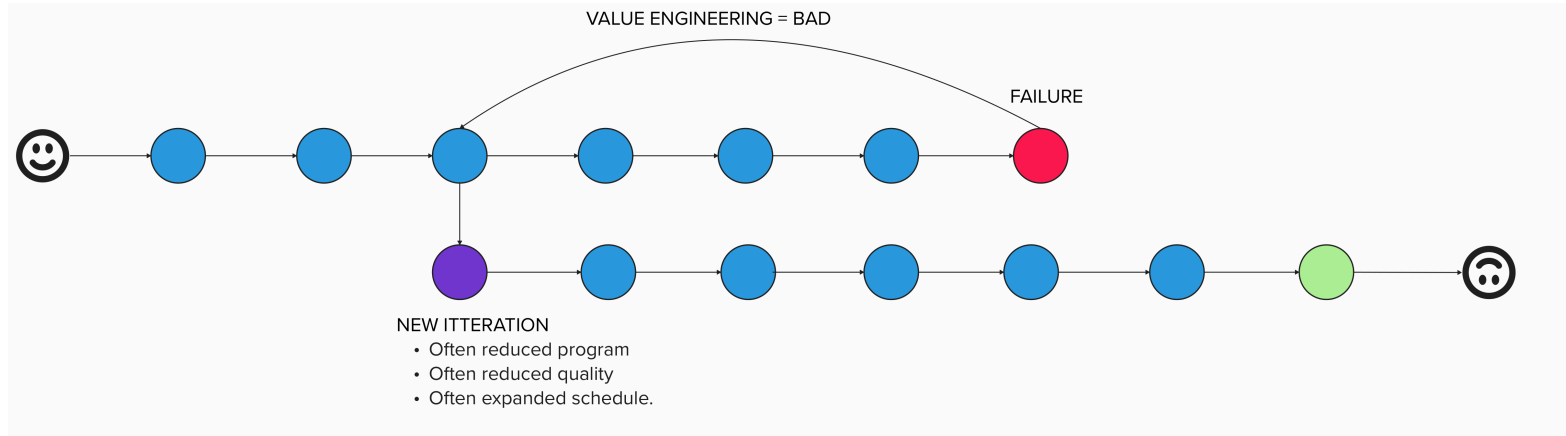 VALUE ENGINEERING = BAD
FAILURE
NEW ITTERATION
• Often reduced program
• Often reduced quality
• Often expanded schedule.